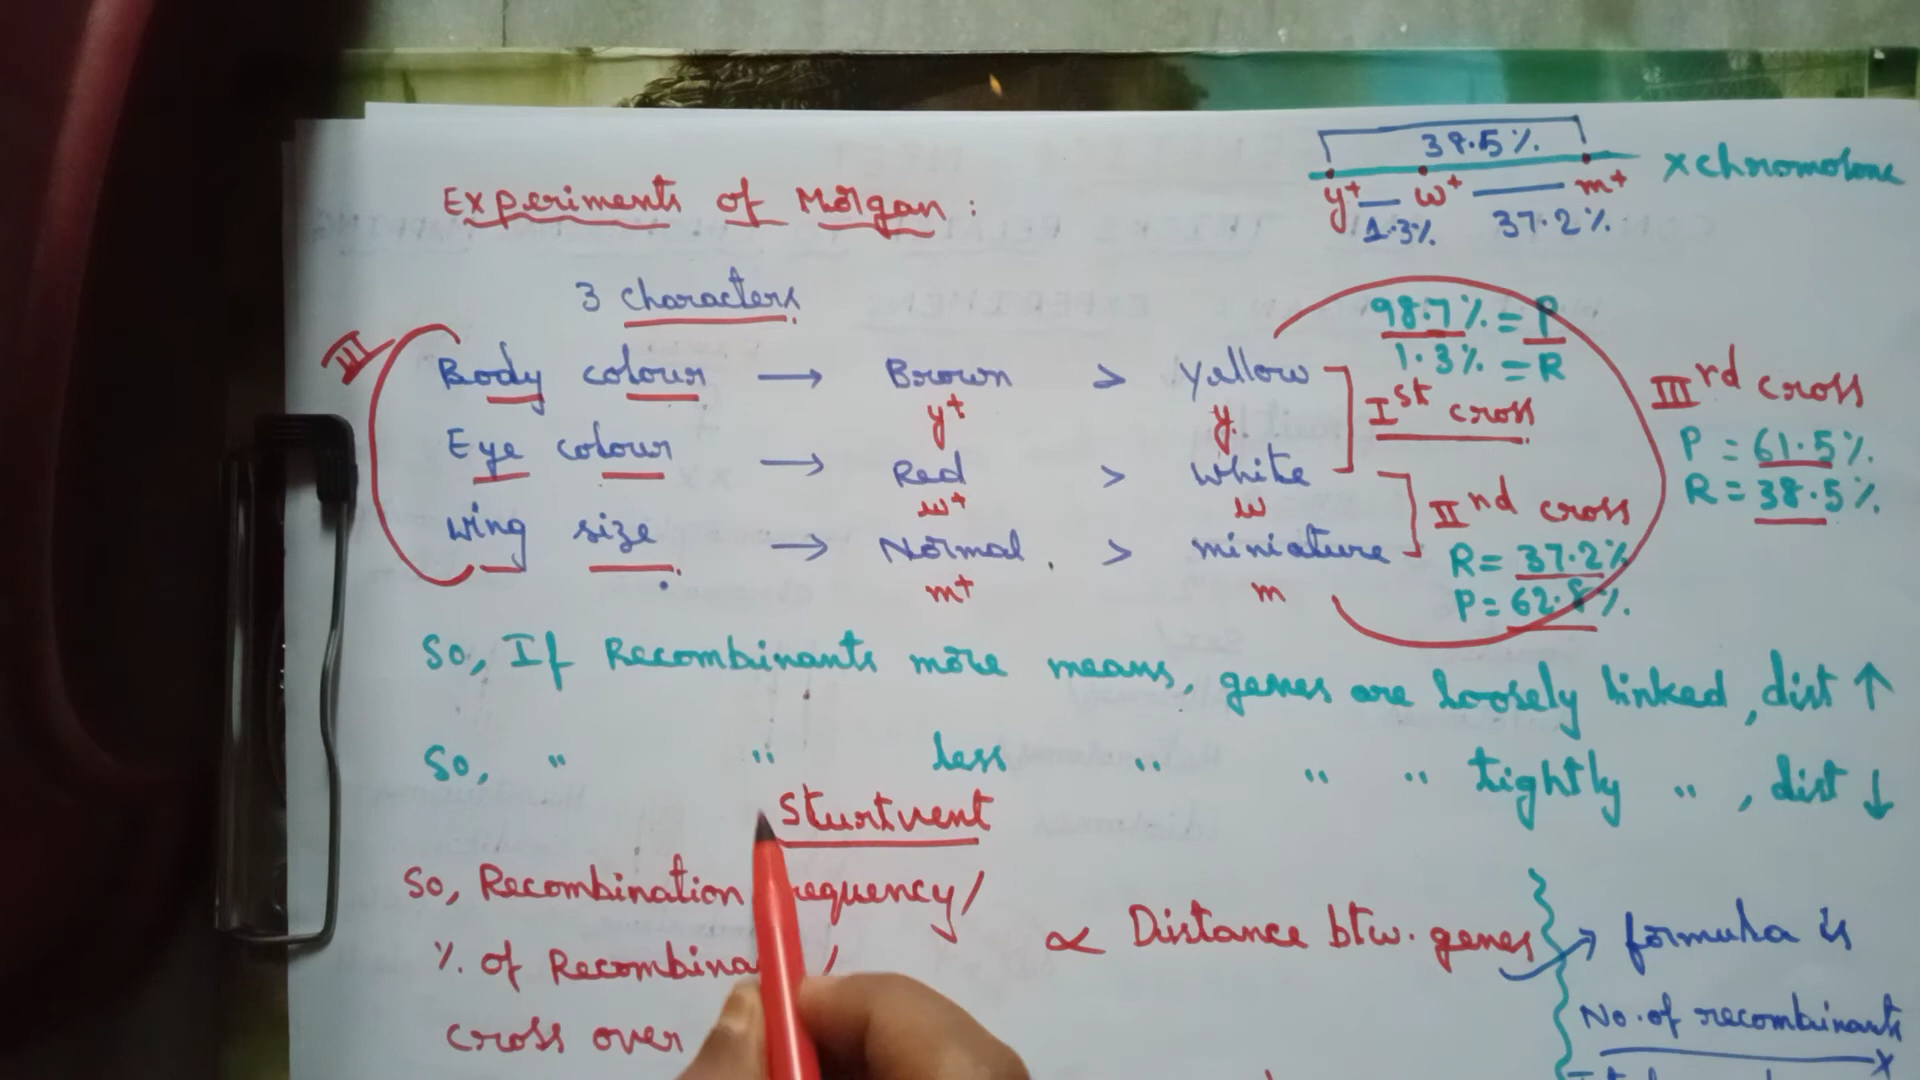 38.5%
x chromosome
y+ — w+ — m+
1.3% 37.2%
Experiments of Morgan:
3 characters
98.7% = P
1.3% = R
III
Body colour → Brown > Yellow
y+ y
Ist cross
IIIrd cross
P = 61.5%
R = 38.5%
Eye colour → Red > White
w+ w
IInd cross
R = 37.2%
P = 62.8%
Wing size → Normal. > miniature
m+ m
So, If Recombinants more means, genes are loosely linked, dist ↑
So, " " less " " " tightly " , dist ↓
Sturtvent
So, Recombination /
∝ Distance btw. genes → formula is
% of
No. of recombinants
x
cross over